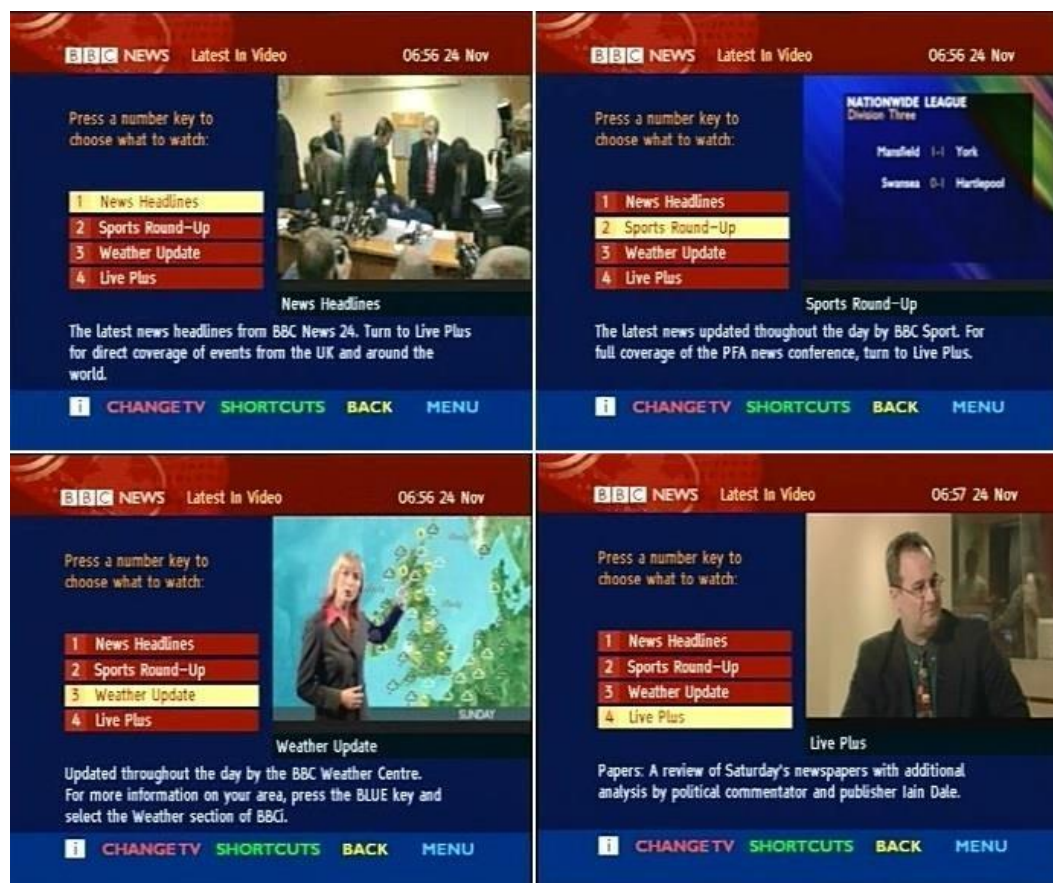 BBC NEWS Latest In Video 06:56 24 Nov
Press a number key to
choose what to watch:
1 News Headlines
2 Sports Round-Up
3 Weather Update
4 Live Plus
News Headlines
The latest news headlines from BBC News 24. Turn to Live Plus
for direct coverage of events from the UK and around the
world.
i CHANGE TV SHORTCUTS BACK MENU
BBC NEWS Latest In Video 06:56 24 Nov
Press a number key to
choose what to watch:
NATIONWIDE LEAGUE
Division Three
Mansfield 1-1 York
Swansea 0-1 Hartlepool
1 News Headlines
2 Sports Round-Up
3 Weather Update
4 Live Plus
Sports Round-Up
The latest news updated thoughout the day by BBC Sport. For
full coverage of the PFA news conference, turn to Live Plus.
i CHANGE TV SHORTCUTS BACK MENU
BBC NEWS Latest In Video 06:56 24 Nov
Press a number key to
choose what to watch:
1 News Headlines
2 Sports Round-Up
3 Weather Update
4 Live Plus
SUNDAY
Weather Update
Updated throughout the day by the BBC Weather Centre.
For more information on your area, press the BLUE key and
select the Weather section of BBCi.
i CHANGE TV SHORTCUTS BACK MENU
BBC NEWS Latest In Video 06:57 24 Nov
Press a number key to
choose what to watch:
1 News Headlines
2 Sports Round-Up
3 Weather Update
4 Live Plus
Live Plus
Papers: A review of Saturday's newspapers with additional
analysis by political commentator and publisher Iain Dale.
i CHANGE TV SHORTCUTS BACK MENU